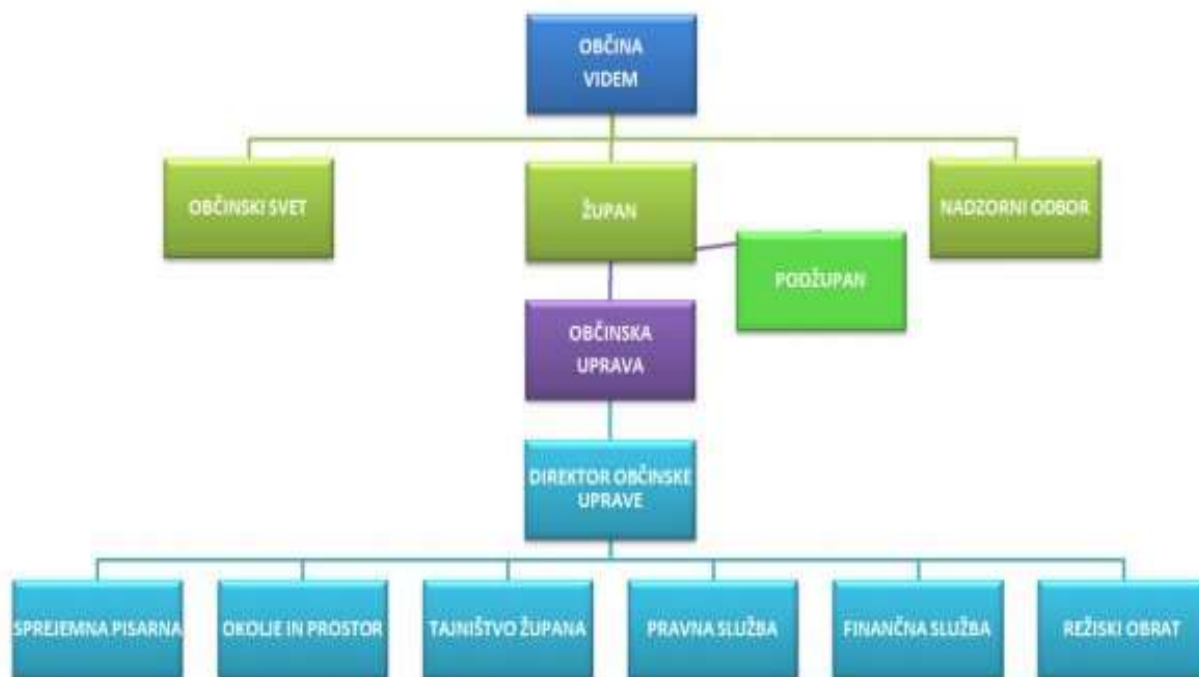 OBČINA
VIDEM
OBČINSKI SVET
ŽUPAN
NADZORNI ODBOR
PODŽUPAN
OBČINSKA
UPRAVA
DIREKTOR OBČINSKE
UPRAVE
SPREJEMNA PISARNA
OKOLJE IN PROSTOR
TAJNIŠTVO ŽUPANA
PRAVNA SLUŽBA
FINANČNA SLUŽBA
REŽISKI OBRAT